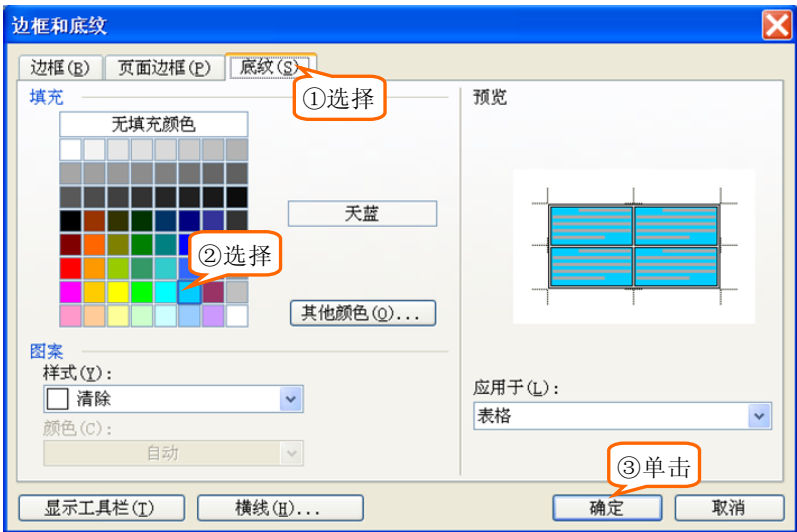 边框和底纹
边框(B) 页面边框(P) 底纹(S)
①选择
填充
预览
无填充颜色
天蓝
②选择
其他颜色(O)...
图案
样式(Y):
清除
颜色(C):
自动
应用于(L):
表格
③单击
显示工具栏(T) 横线(H)... 确定 取消